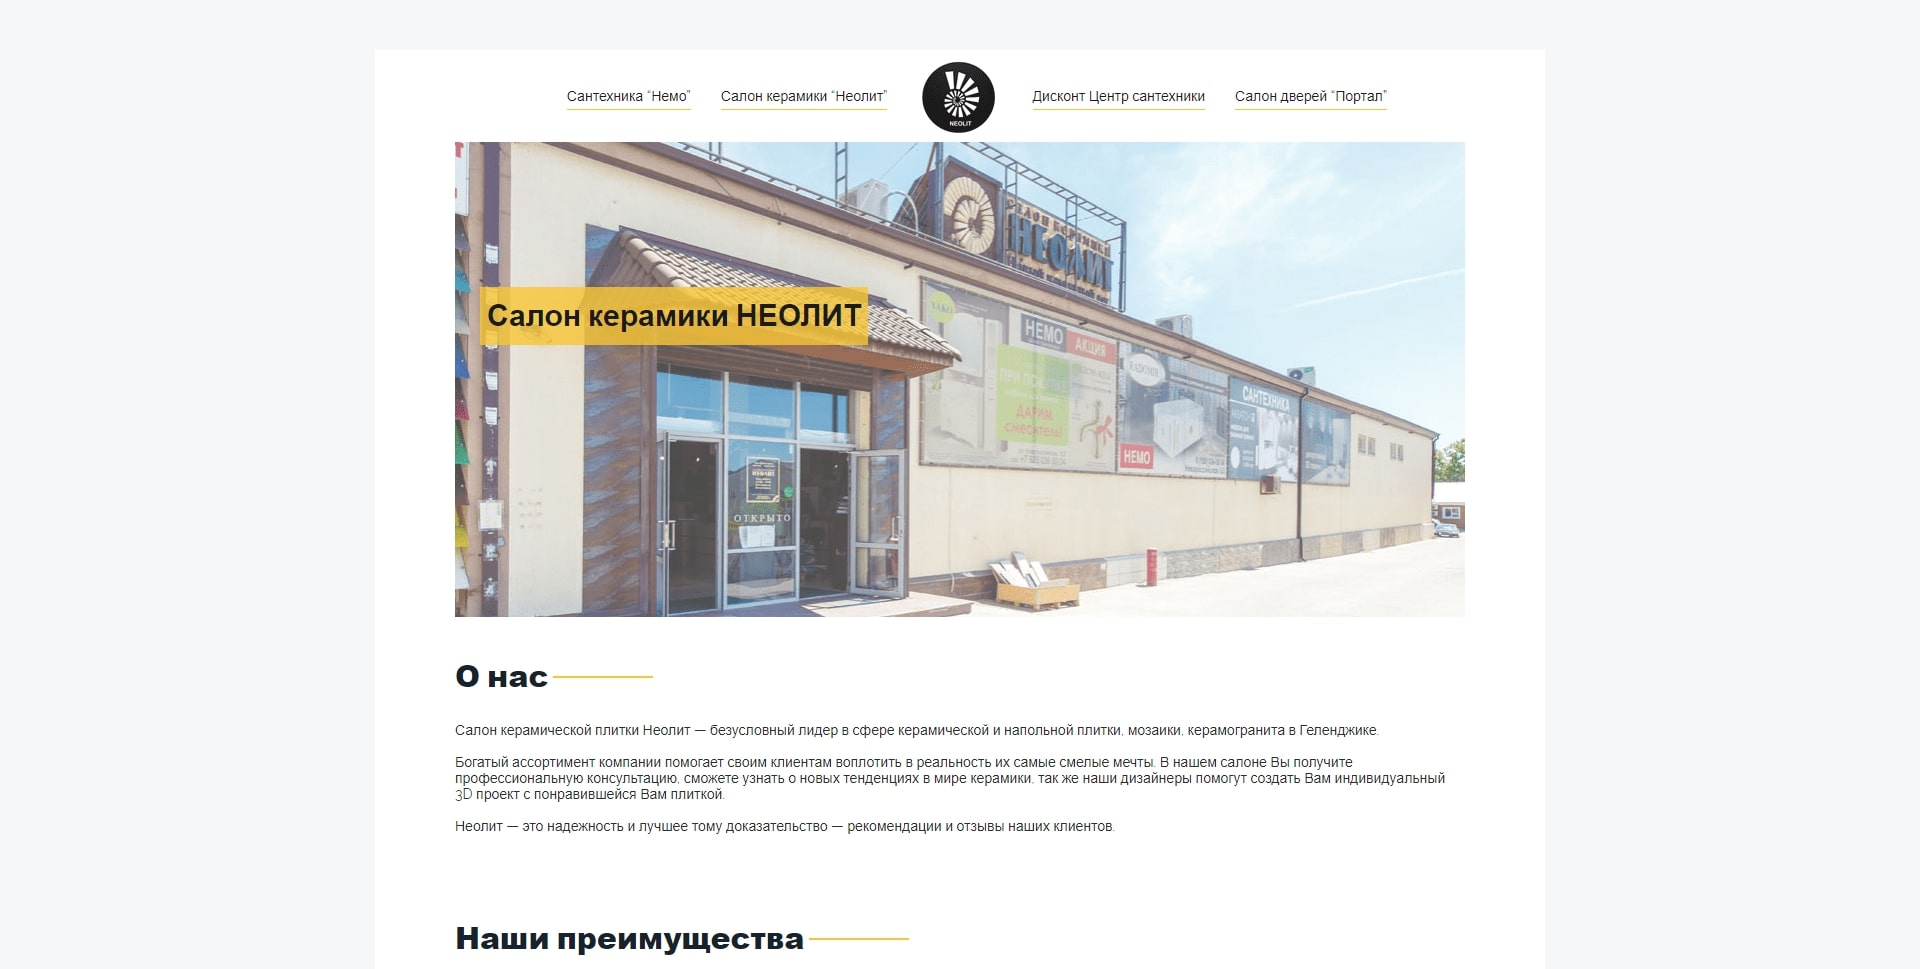 Сантехника “Немо”
Салон керамики “Неолит”
NEOLIT
Дисконт Центр сантехники
Салон дверей “Портал”
САЛОН КЕРАМИКИ
НЕОЛИТ
Салон керамики НЕОЛИТ
НЕМО
АКЦИЯ
ПРИ ПОКУПКЕ
ДАРИМ
смеситель!
НЕМО
САНТЕХНИКА
НЕОЛИТ
ОТКРЫТО
О нас
Салон керамической плитки Неолит — безусловный лидер в сфере керамической и напольной плитки, мозаики, керамогранита в Геленджике.
Богатый ассортимент компании помогает своим клиентам воплотить в реальность их самые смелые мечты. В нашем салоне Вы получите
профессиональную консультацию, сможете узнать о новых тенденциях в мире керамики, так же наши дизайнеры помогут создать Вам индивидуальный
3D проект с понравившейся Вам плиткой.
Неолит — это надежность и лучшее тому доказательство — рекомендации и отзывы наших клиентов.
Наши преимущества